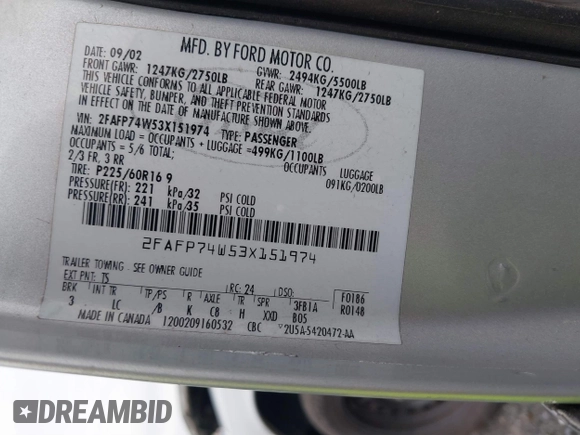 MFD. BY FORD MOTOR CO.
DATE: 09/02 GVWR: 2494KG/5500LB
FRONT GAWR: 1247KG/2750LB REAR GAWR: 1247KG/2750LB
THIS VEHICLE CONFORMS TO ALL APPLICABLE FEDERAL MOTOR
VEHICLE SAFETY, BUMPER, AND THEFT PREVENTION STANDARDS
IN EFFECT ON THE DATE OF MANUFACTURE SHOWN ABOVE.
VIN: 2FAFP74W53X151974 TYPE: PASSENGER
MAXIMUM LOAD = OCCUPANTS + LUGGAGE = 499KG/1100LB
OCCUPANTS = 5/6 TOTAL; OCCUPANTS LUGGAGE
2/3 FR, 3 RR 091KG/0200LB
TIRE: P225/60R16 9
PRESSURE(FR): 221 kPa/32 PSI COLD
PRESSURE(RR): 241 kPa/35 PSI COLD
2FAFP74W53X151974
TRAILER TOWING - SEE OWNER GUIDE
EXT PNT: TS RC: 24 DSO: F0186
BRK INT TR TP/PS R AXLE TR SPR 3FB1A R0148
3 LC /B K C8 H XXD B05
MADE IN CANADA 1200209160532 CBC V2U5A-5420472-AA
DREAMBID